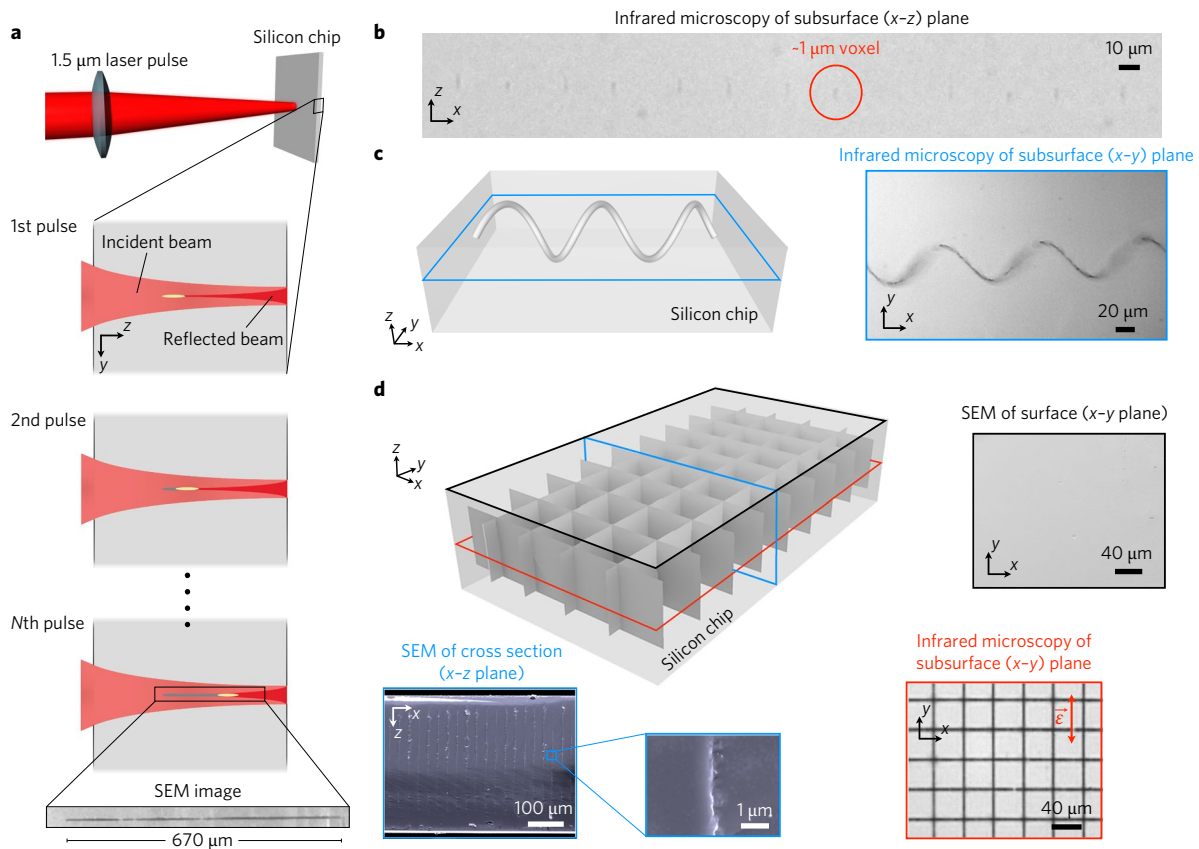 a
Silicon chip
1.5 μm laser pulse
1st pulse
Incident beam
z
y
Reflected beam
2nd pulse
Nth pulse
SEM image
670 μm
b
Infrared microscopy of subsurface (x–z) plane
~1 μm voxel
10 μm
z
x
c
Infrared microscopy of subsurface (x–y) plane
Silicon chip
z
y
x
y
x
20 μm
d
SEM of surface (x–y plane)
z
y
x
y
x
40 μm
Silicon chip
SEM of cross section
(x–z plane)
x
z
100 μm
1 μm
Infrared microscopy of
subsurface (x–y) plane
y
x
ε
40 μm